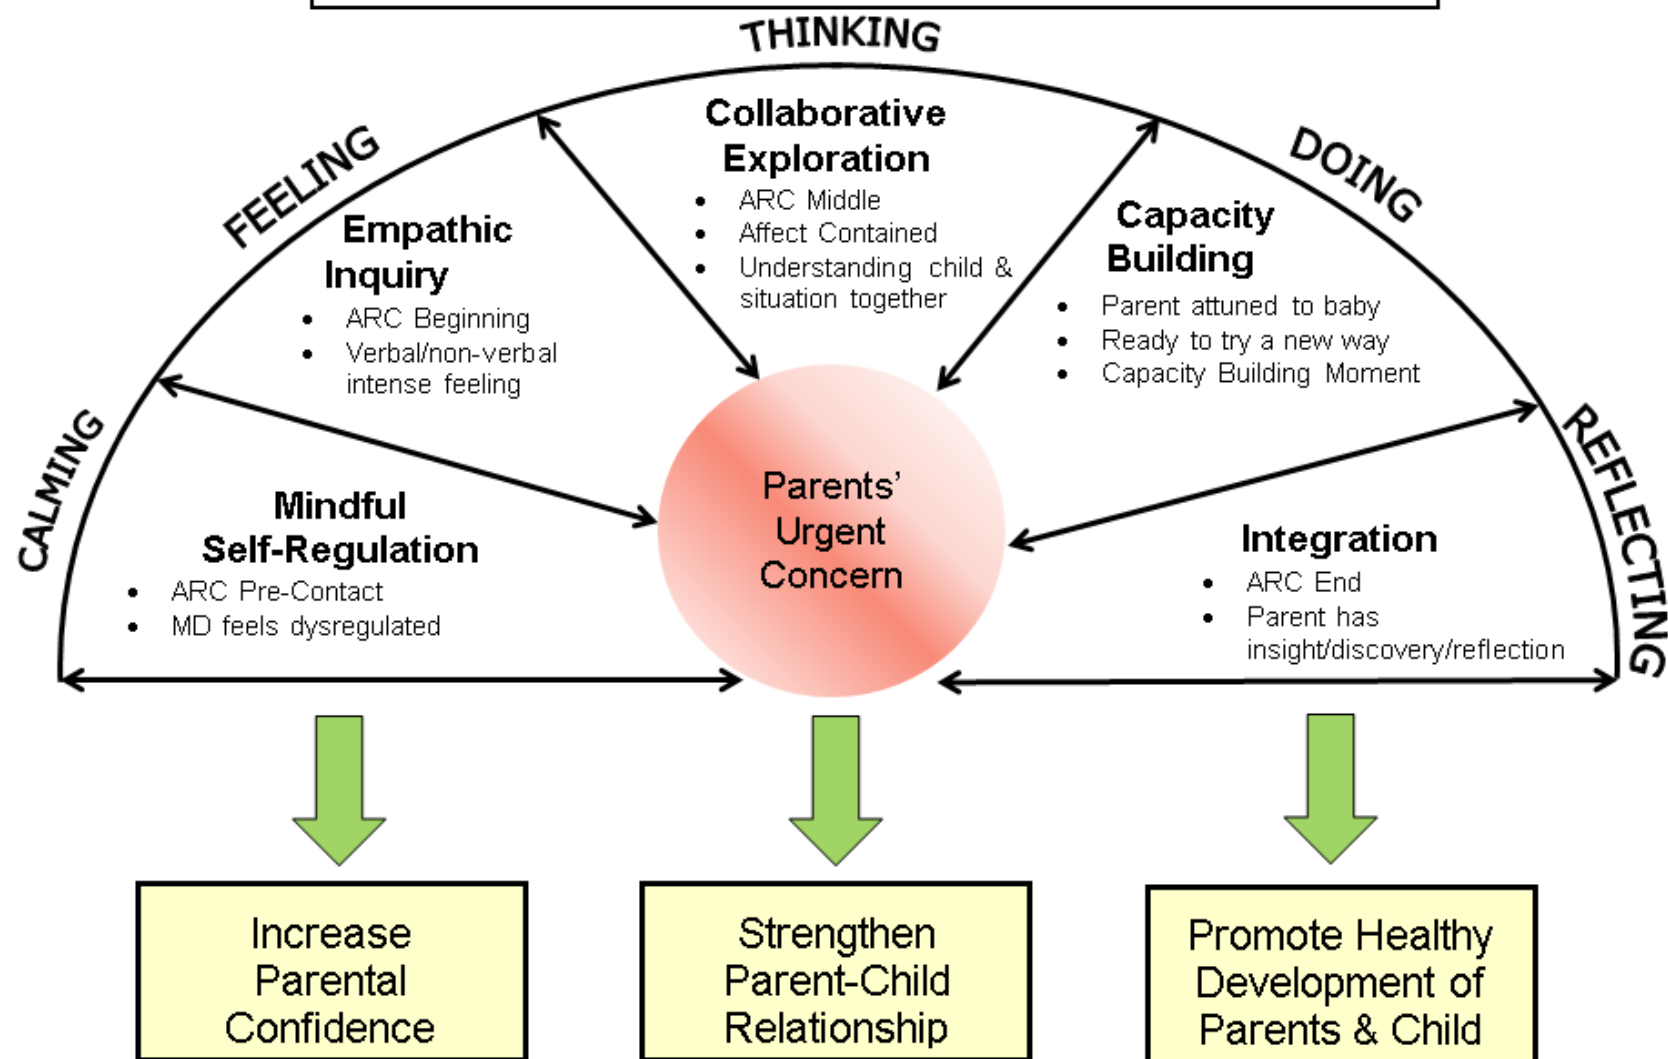 THINKING
FEELING
DOING
CALMING
REFLECTING
Collaborative
Exploration
• ARC Middle
• Affect Contained
• Understanding child &
situation together
Empathic
Inquiry
• ARC Beginning
• Verbal/non-verbal
intense feeling
Capacity
Building
• Parent attuned to baby
• Ready to try a new way
• Capacity Building Moment
Mindful
Self-Regulation
• ARC Pre-Contact
• MD feels dysregulated
Parents’
Urgent
Concern
Integration
• ARC End
• Parent has
insight/discovery/reflection
Increase
Parental
Confidence
Strengthen
Parent-Child
Relationship
Promote Healthy
Development of
Parents & Child